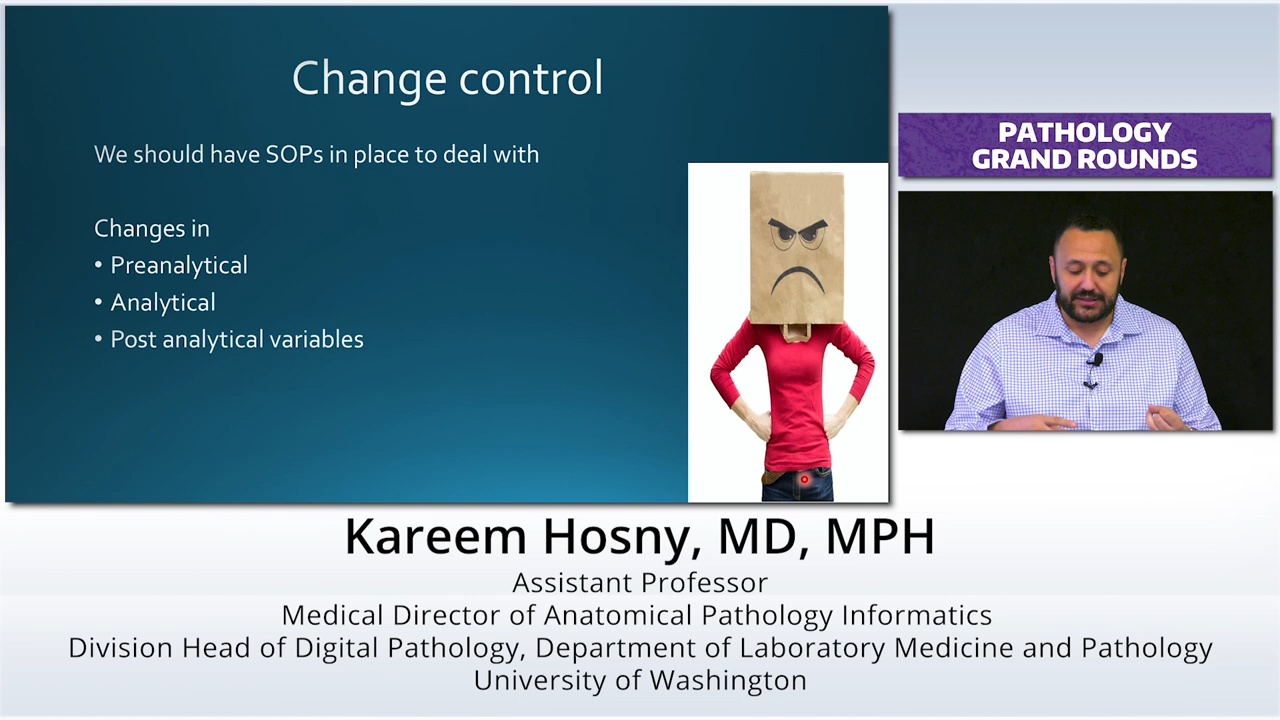 Change control
We should have SOPs in place to deal with
Changes in
• Preanalytical
• Analytical
• Post analytical variables
PATHOLOGY
GRAND ROUNDS
Kareem Hosny, MD, MPH
Assistant Professor
Medical Director of Anatomical Pathology Informatics
Division Head of Digital Pathology, Department of Laboratory Medicine and Pathology
University of Washington